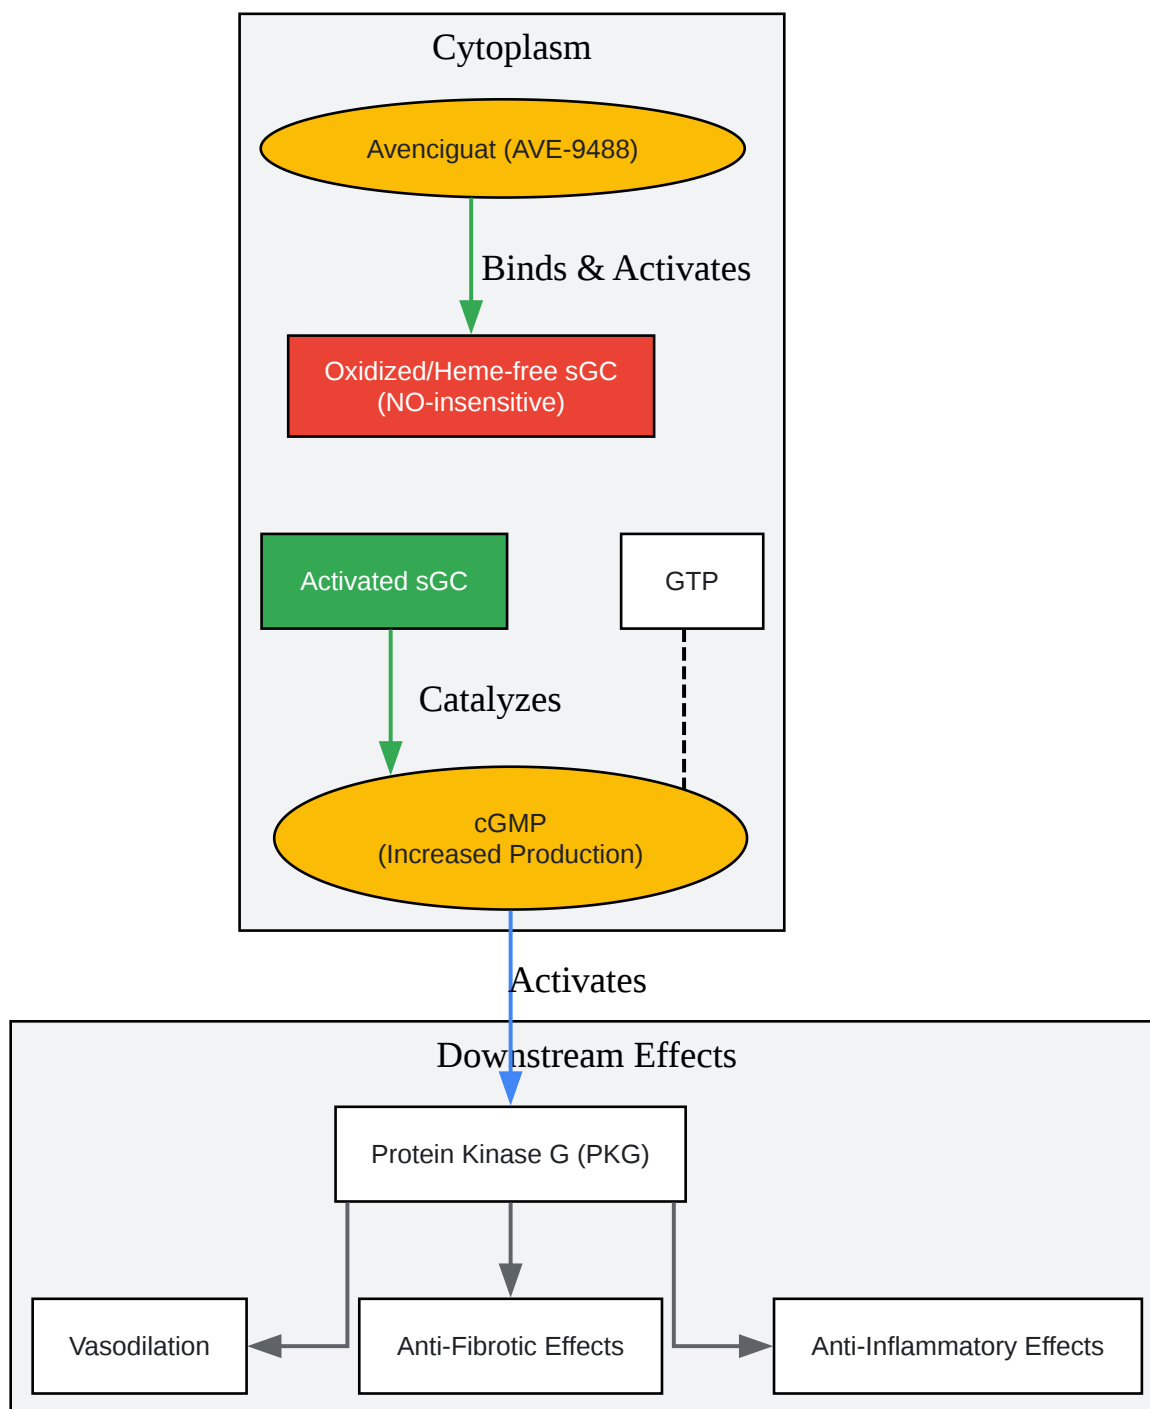 Cytoplasm
Avenciguat (AVE-9488)
Binds & Activates
Oxidized/Heme-free sGC
(NO-insensitive)
Activated sGC
GTP
Catalyzes
cGMP
(Increased Production)
Activates
Downstream Effects
Protein Kinase G (PKG)
Vasodilation
Anti-Fibrotic Effects
Anti-Inflammatory Effects